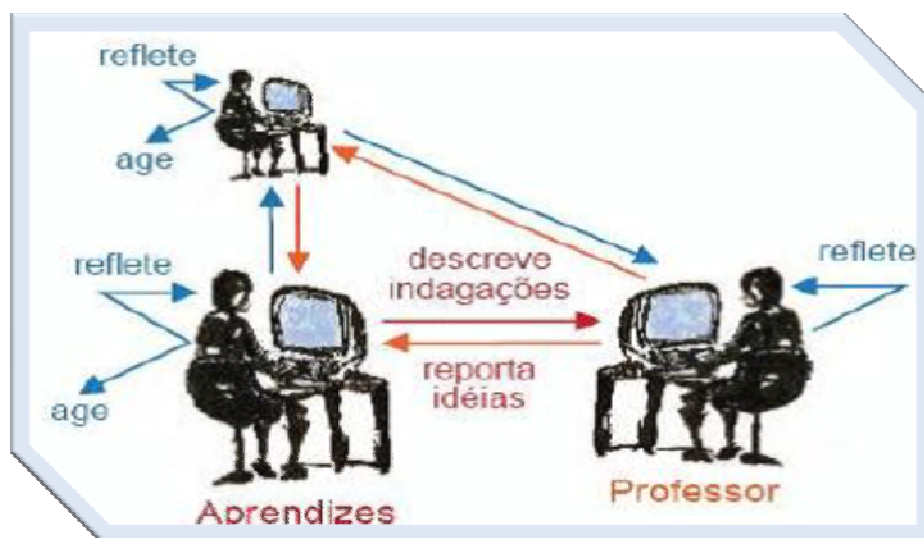 reflete
age
reflete
age
descreve
indagações
reporta
idéias
reflete
Aprendizes
Professor